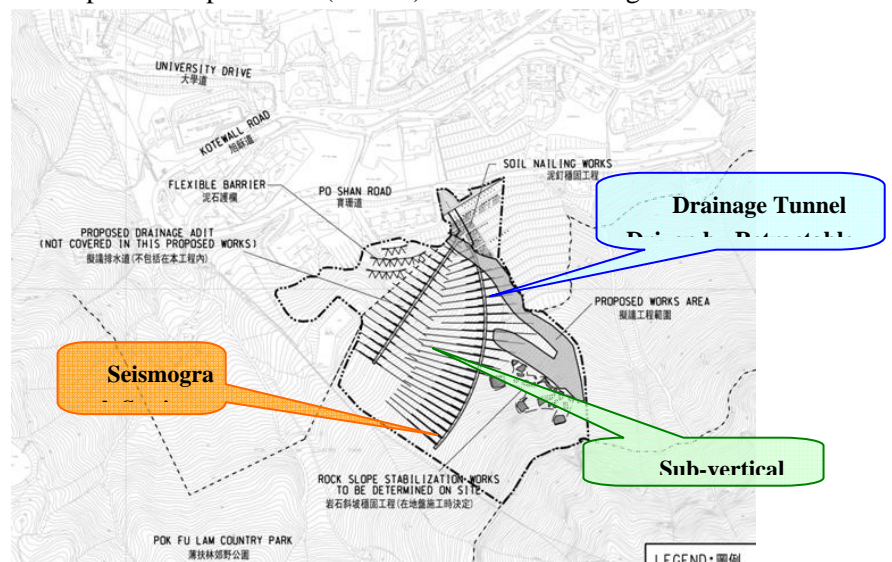 UNIVERSITY DRIVE
大學道
KOTEWALL ROAD
旭龢道
SOIL NAILING WORKS
泥釘穩固工程
FLEXIBLE BARRIER
泥石護欄
PO SHAN ROAD
寶珊道
Drainage Tunnel
PROPOSED DRAINAGE ADIT
(NOT COVERED IN THIS PROPOSED WORKS)
擬議排水道(不包括在本工程內)
PROPOSED WORKS AREA
擬議工程範圍
Seismogra
Sub-vertical
ROCK SLOPE STABILIZATION WORKS
TO BE DETERMINED ON SITE
岩石斜坡穩固工程(在地盤施工時決定)
POK FU LAM COUNTRY PARK
薄扶林郊野公園
LEGEND:圖例